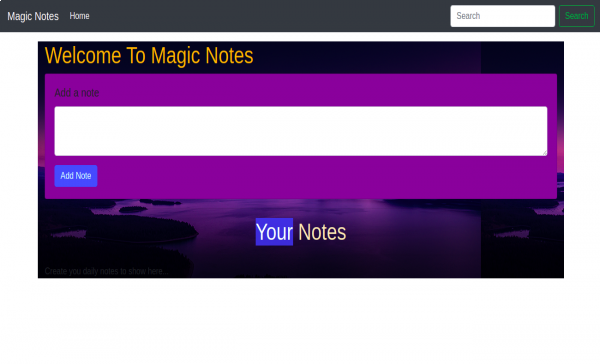 Magic Notes Home Search Search
Welcome To Magic Notes
Add a note
Add Note
Your Notes
Create you daily notes to show here...